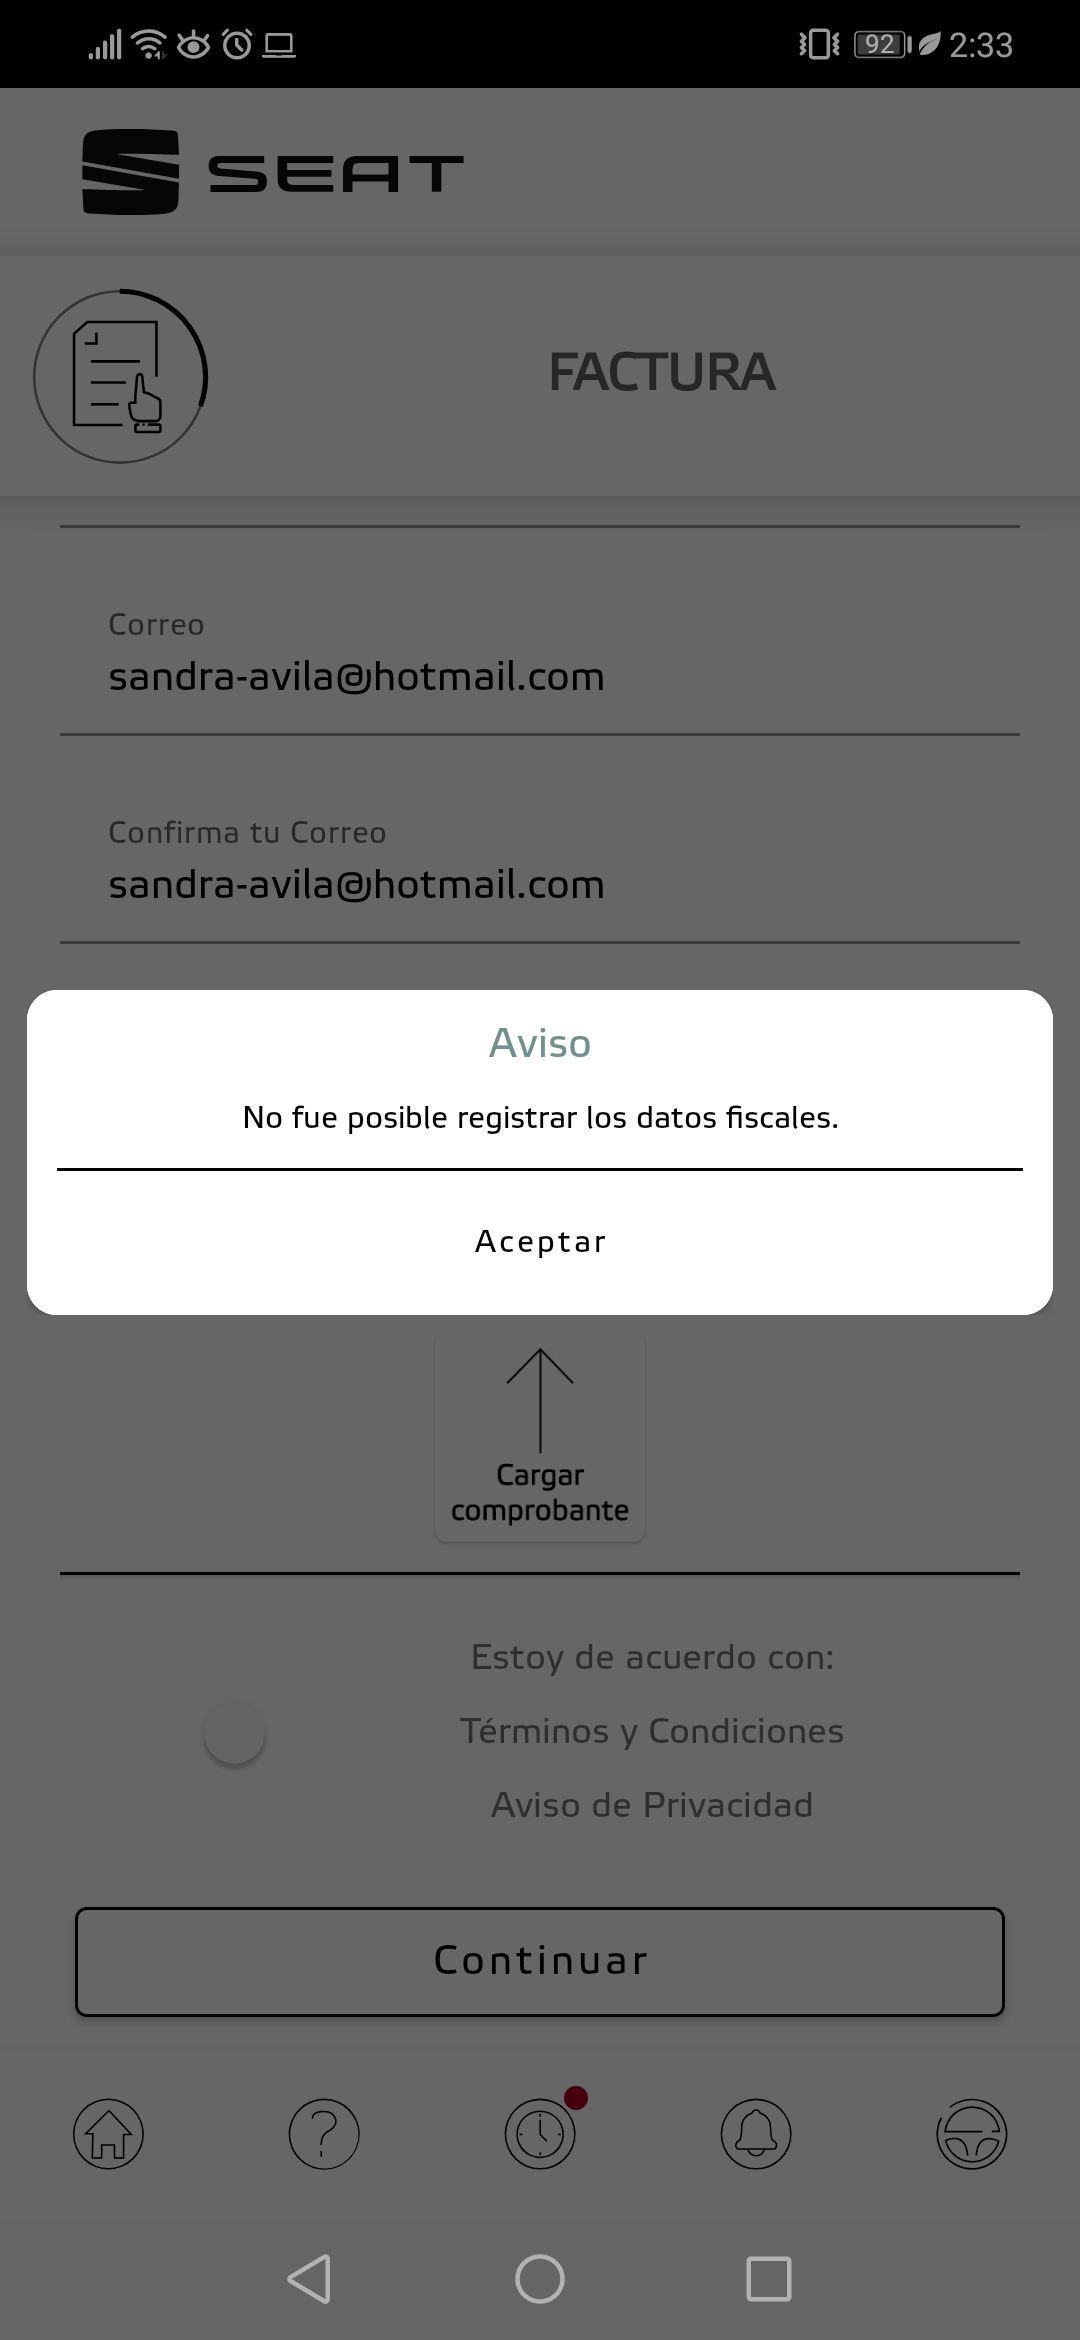 92 2:33
SEAT
FACTURA
Correo
sandra-avila@hotmail.com
Confirma tu Correo
sandra-avila@hotmail.com
Aviso
No fue posible registrar los datos fiscales.
Aceptar
Cargar
comprobante
Estoy de acuerdo con:
Términos y Condiciones
Aviso de Privacidad
Continuar